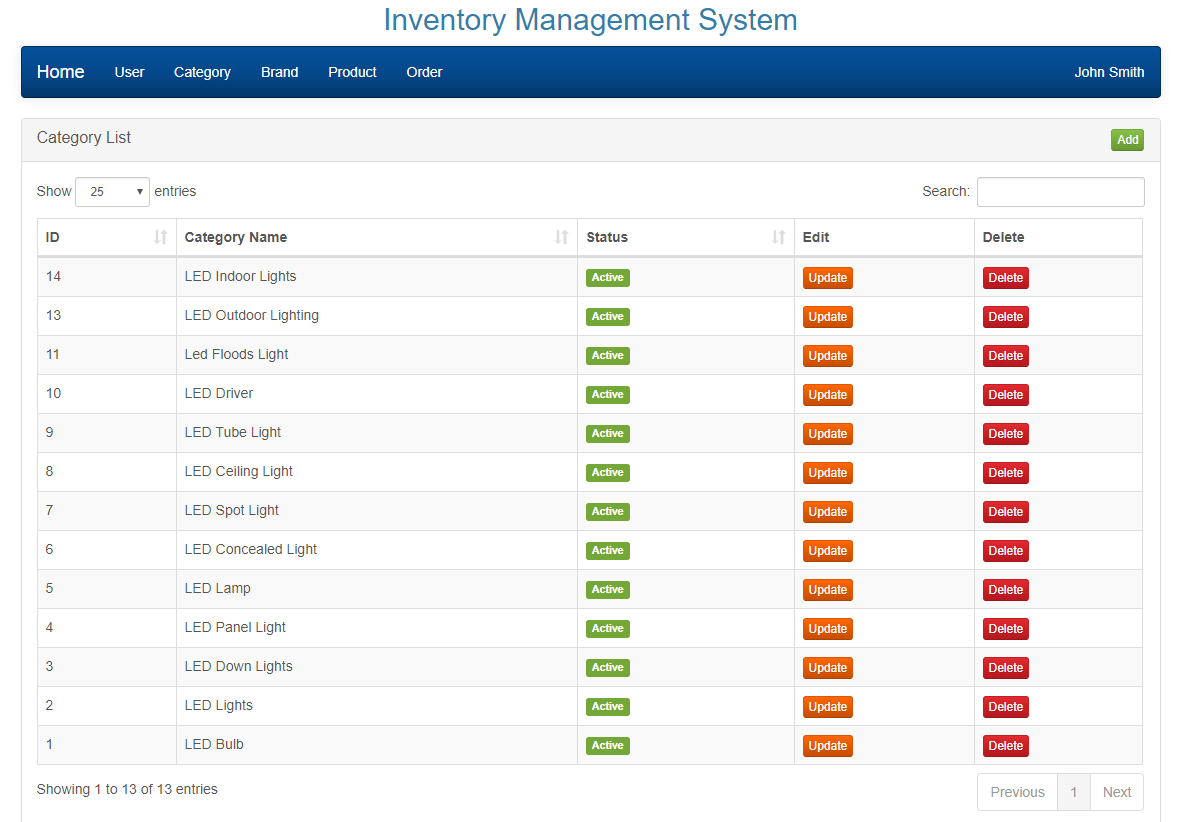 Inventory Management System
Home User Category Brand Product Order John Smith
Category List Add
Show 25 entries Search:
ID Category Name Status Edit Delete
14 LED Indoor Lights Active Update Delete
13 LED Outdoor Lighting Active Update Delete
11 Led Floods Light Active Update Delete
10 LED Driver Active Update Delete
9 LED Tube Light Active Update Delete
8 LED Ceiling Light Active Update Delete
7 LED Spot Light Active Update Delete
6 LED Concealed Light Active Update Delete
5 LED Lamp Active Update Delete
4 LED Panel Light Active Update Delete
3 LED Down Lights Active Update Delete
2 LED Lights Active Update Delete
1 LED Bulb Active Update Delete
Showing 1 to 13 of 13 entries Previous 1 Next